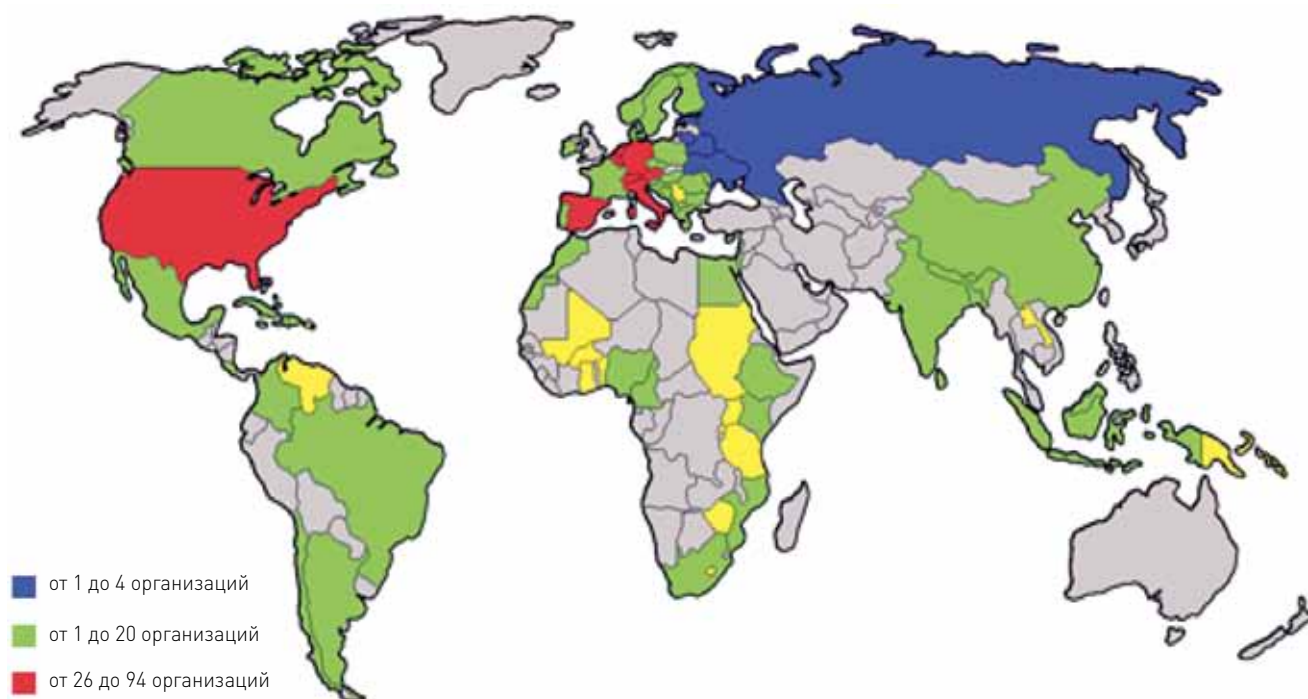 от 1 до 4 организаций
от 1 до 20 организаций
от 26 до 94 организаций